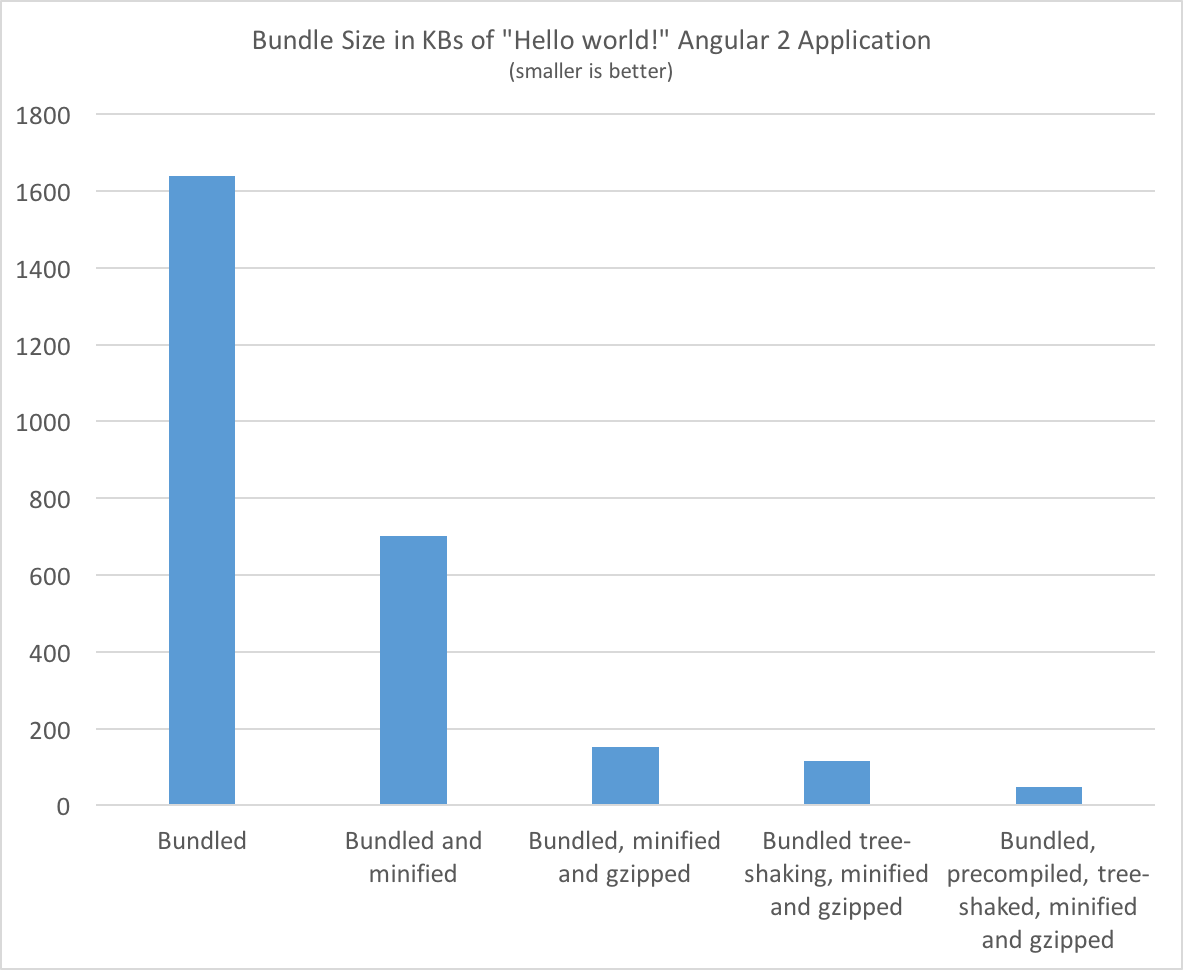 Bundle Size in KBs of "Hello world!" Angular 2 Application
(smaller is better)
1800
1600
1400
1200
1000
800
600
400
200
0
Bundled
Bundled and
minified
Bundled, minified
and gzipped
Bundled tree-
shaking, minified
and gzipped
Bundled,
precompiled, tree-
shaked, minified
and gzipped